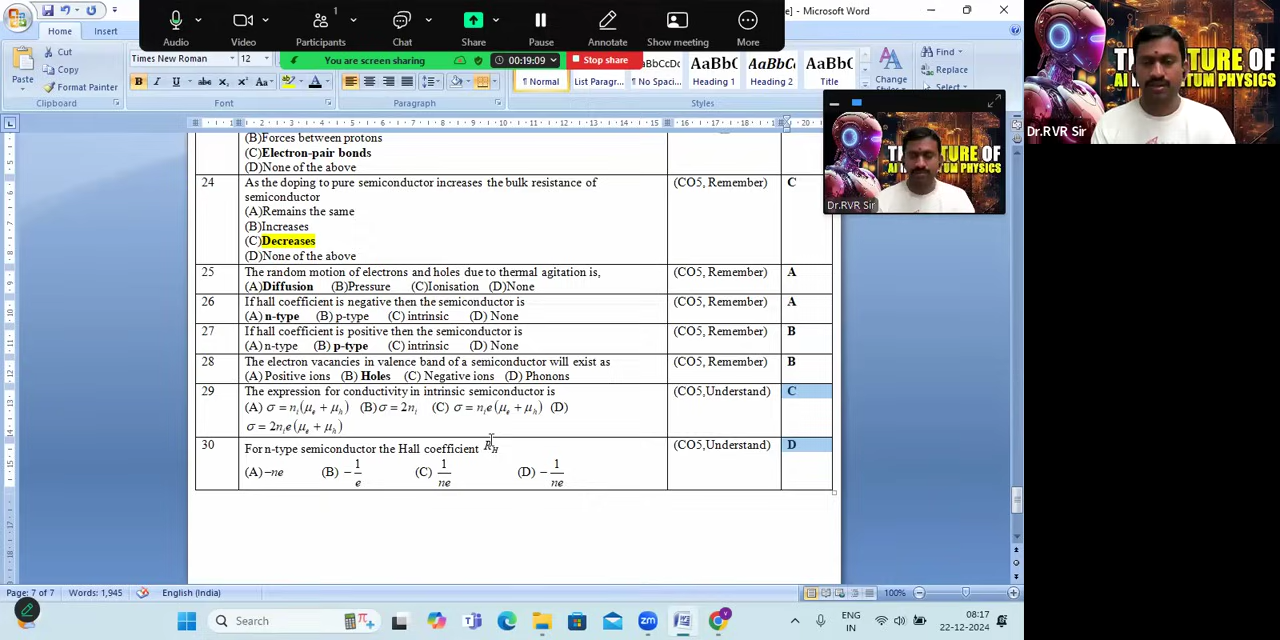 e] - Microsoft Word
Audio Video Participants 1 Chat Share Pause Annotate Show meeting More
You are screen sharing 00:19:09 Stop share
Home Insert
Cut
Copy
Format Painter
Paste
Clipboard
Times New Roman 12
B I U
Font
Paragraph
AaBbCcDc AaBbC AaBbCc AaBb(
¶ Normal List Paragr... ¶ No Spaci... Heading 1 Heading 2 Title
Styles
Change
Styles
Find
Replace
THE FUTURE OF
AI QUANTUM PHYSICS
Dr.RVR Sir
Dr.RVR Sir
(B)Forces between protons
(C)Electron-pair bonds
(D)None of the above
24 As the doping to pure semiconductor increases the bulk resistance of (CO5, Remember) C
semiconductor
(A)Remains the same
(B)Increases
(C)Decreases
(D)None of the above
25 The random motion of electrons and holes due to thermal agitation is, (CO5, Remember) A
(A)Diffusion (B)Pressure (C)Ionisation (D)None
26 If hall coefficient is negative then the semiconductor is (CO5, Remember) A
(A) n-type (B) p-type (C) intrinsic (D) None
27 If hall coefficient is positive then the semiconductor is (CO5, Remember) B
(A) n-type (B) p-type (C) intrinsic (D) None
28 The electron vacancies in valence band of a semiconductor will exist as (CO5, Remember) B
(A) Positive ions (B) Holes (C) Negative ions (D) Phonons
29 The expression for conductivity in intrinsic semiconductor is (CO5,Understand) C
(A) σ = nᵢ(μₑ + μₕ) (B)σ = 2nᵢ (C) σ = nᵢe(μₑ + μₕ) (D)
σ = 2nᵢe(μₑ + μₕ)
30 For n-type semiconductor the Hall coefficient R_H (CO5,Understand) D
(A) −ne (B) −1/e (C) 1/ne (D) −1/ne
Page: 7 of 7 Words: 1,945 English (India) 100%
Search
ENG
IN
08:17
22-12-2024